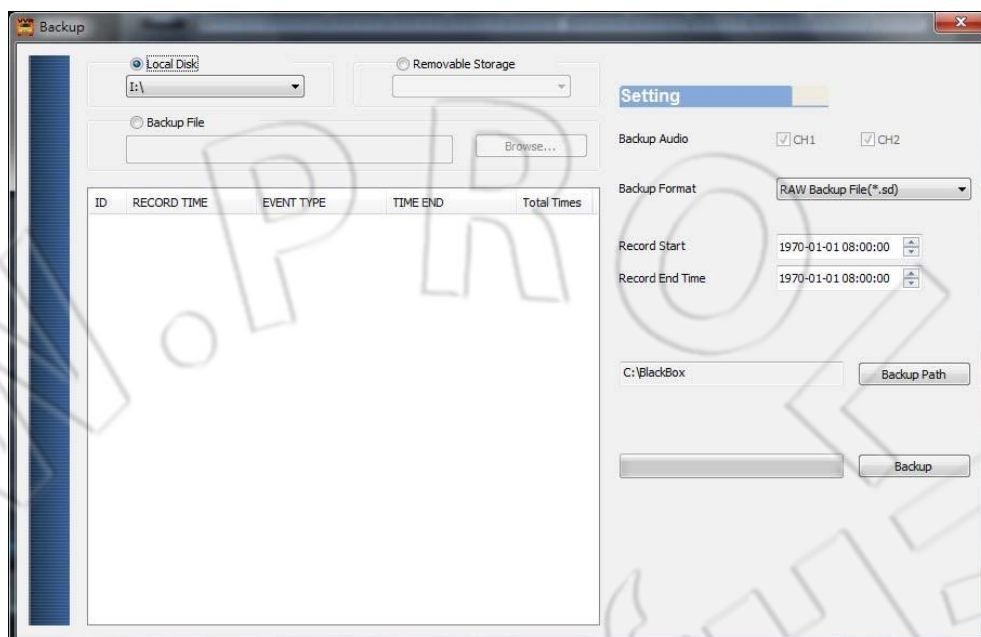 Backup
Local Disk
Removable Storage
I:\
Backup File
Browse...
ID RECORD TIME EVENT TYPE TIME END Total Times
Setting
Backup Audio CH1 CH2
Backup Format RAW Backup File(*.sd)
Record Start 1970-01-01 08:00:00
Record End Time 1970-01-01 08:00:00
C:\BlackBox Backup Path
Backup